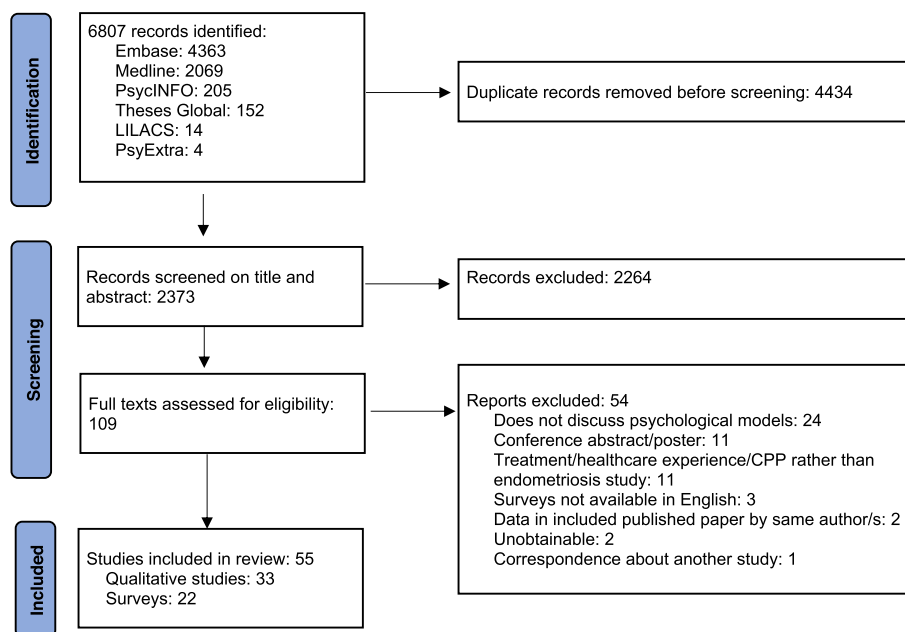 Identification
6807 records identified:
Embase: 4363
Medline: 2069
PsycINFO: 205
Theses Global: 152
LILACS: 14
PsyExtra: 4
Duplicate records removed before screening: 4434
Screening
Records screened on title and
abstract: 2373
Records excluded: 2264
Full texts assessed for eligibility:
109
Reports excluded: 54
Does not discuss psychological models: 24
Conference abstract/poster: 11
Treatment/healthcare experience/CPP rather than
endometriosis study: 11
Surveys not available in English: 3
Data in included published paper by same author/s: 2
Unobtainable: 2
Correspondence about another study: 1
Included
Studies included in review: 55
Qualitative studies: 33
Surveys: 22